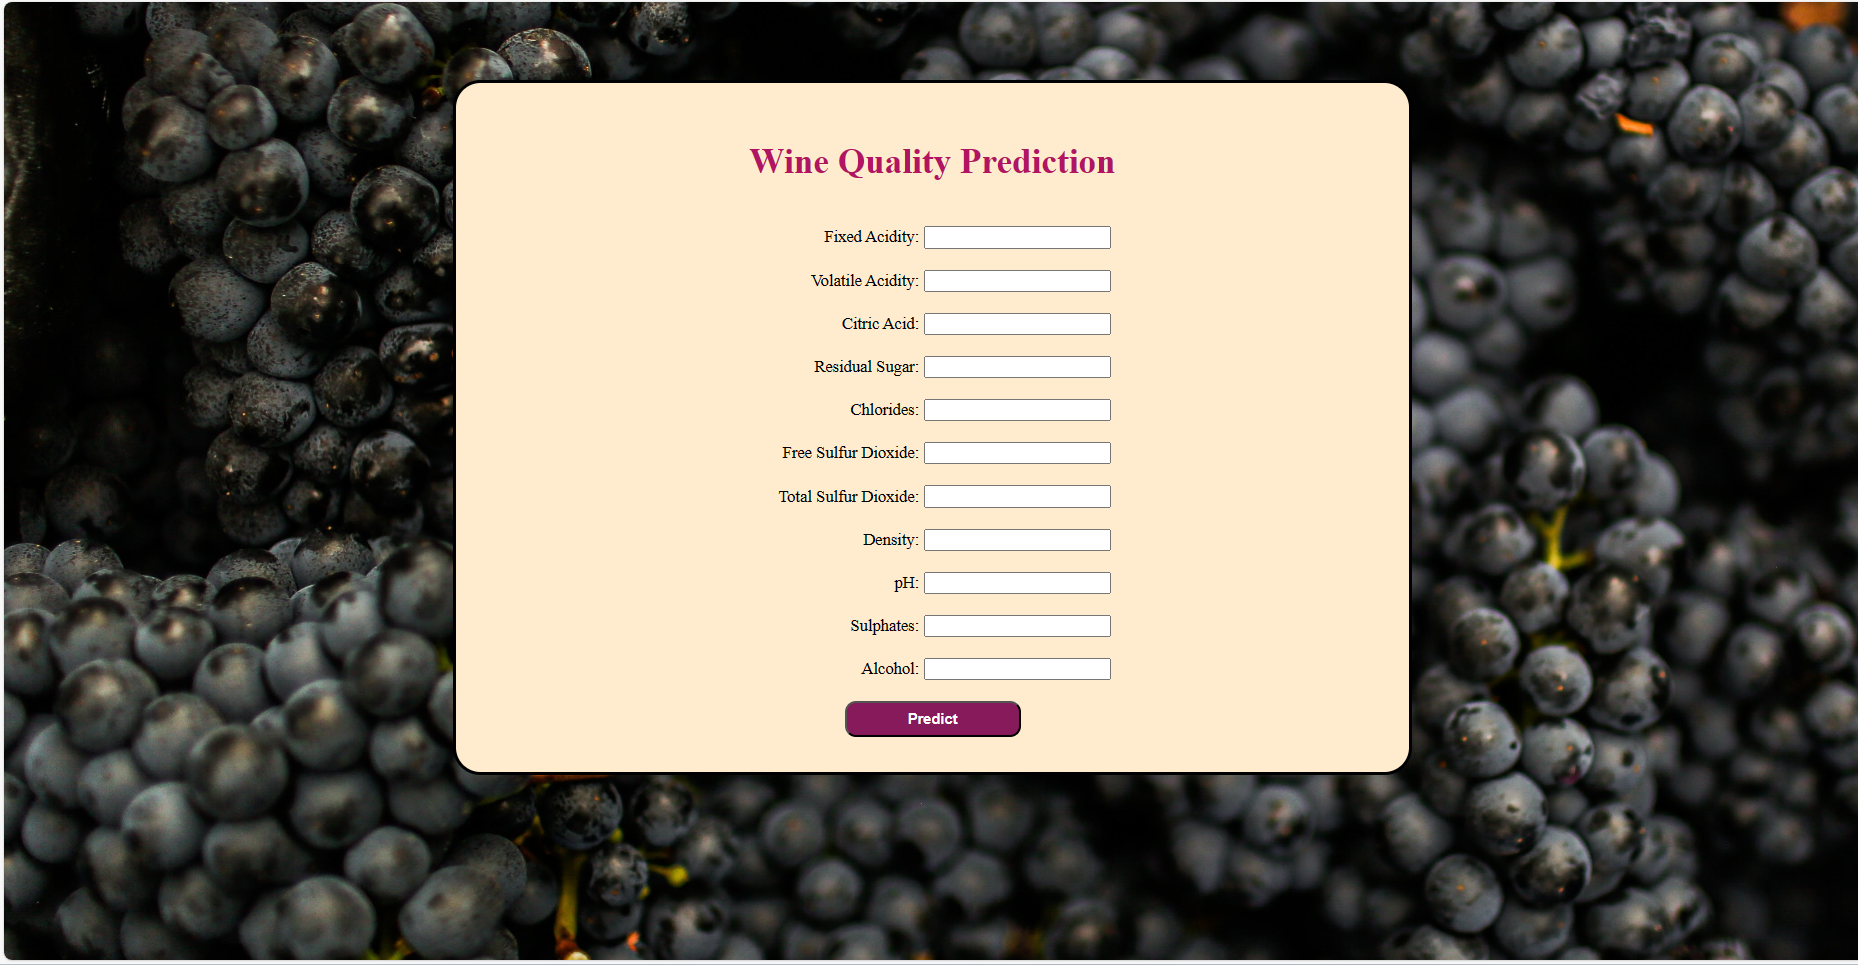 Wine Quality Prediction
Fixed Acidity:
Volatile Acidity:
Citric Acid:
Residual Sugar:
Chlorides:
Free Sulfur Dioxide:
Total Sulfur Dioxide:
Density:
pH:
Sulphates:
Alcohol:
Predict